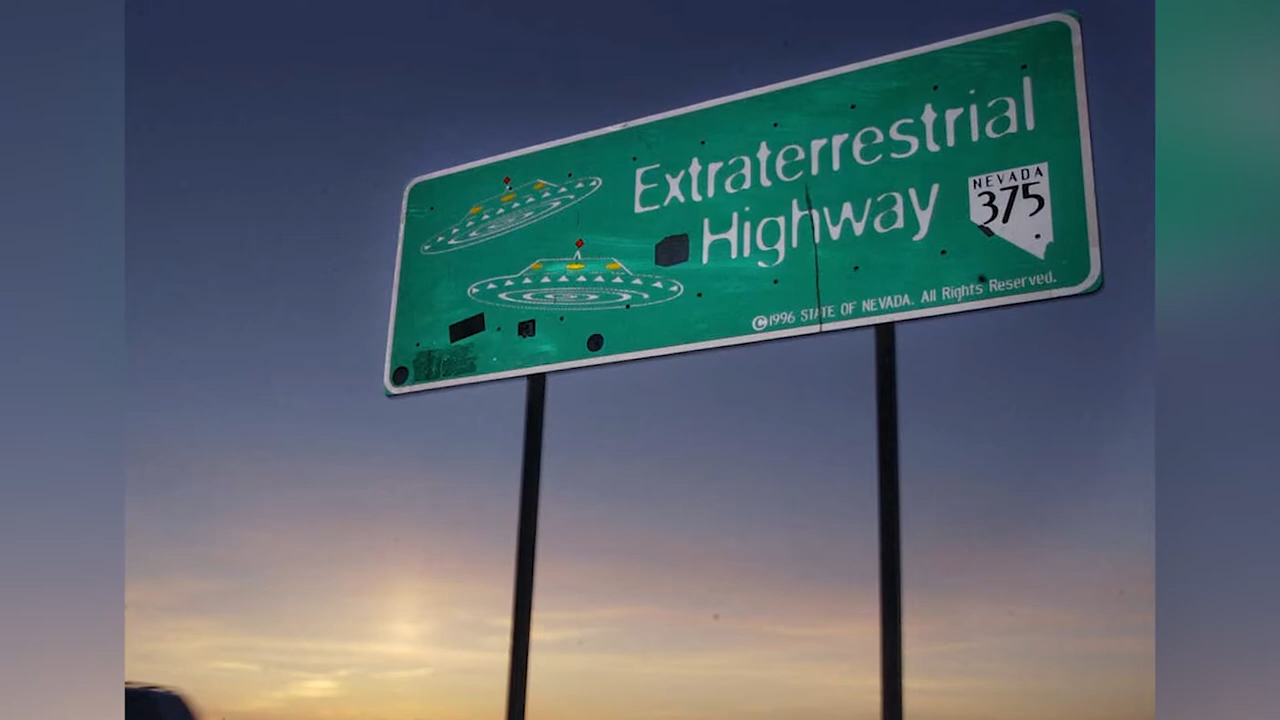 Extraterrestrial
Highway
NEVADA
375
©1996 STATE OF NEVADA. All Rights Reserved.